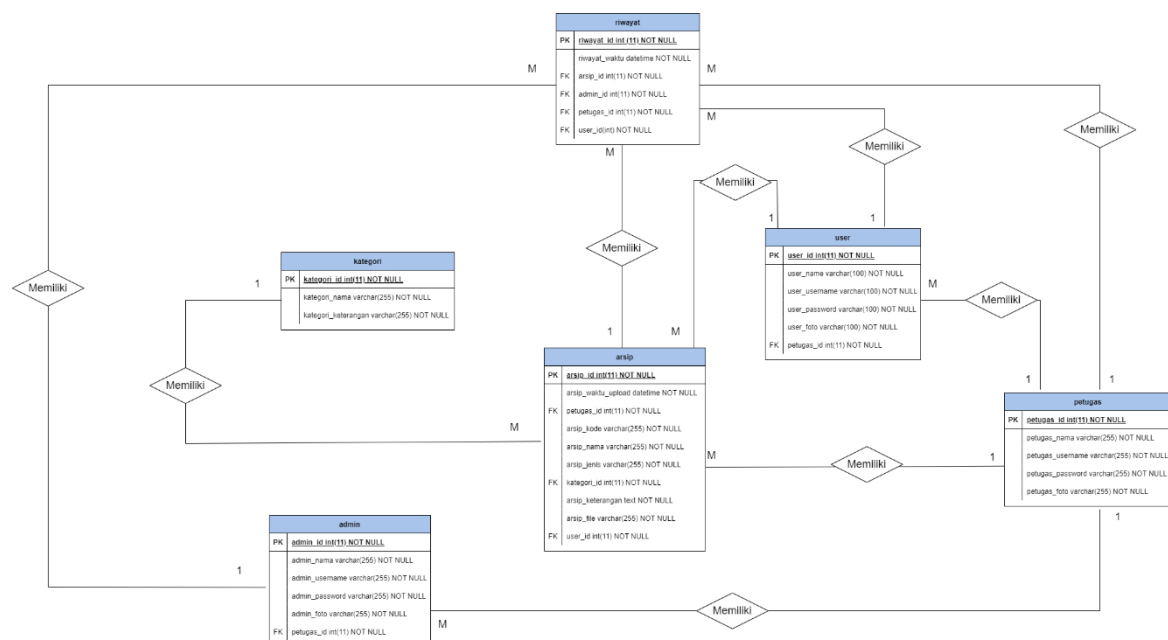 riwayat
PK riwayat_id int (11) NOT NULL
riwayat_waktu datetime NOT NULL
FK arsip_id int(11) NOT NULL
FK admin_id int(11) NOT NULL
FK petugas_id int(11) NOT NULL
FK user_id(int) NOT NULL
M
M
M
M
Memiliki
Memiliki
Memiliki
Memiliki
Memiliki
1
1
user
PK user_id int(11) NOT NULL
user_name varchar(100) NOT NULL
user_username varchar(100) NOT NULL
user_password varchar(100) NOT NULL
user_foto varchar(100) NOT NULL
FK petugas_id int(11) NOT NULL
kategori
PK kategori_id int(11) NOT NULL
kategori_nama varchar(255) NOT NULL
kategori_keterangan varchar(255) NOT NULL
1
M
Memiliki
1
M
1
1
Memiliki
M
arsip
PK arsip_id int(11) NOT NULL
arsip_waktu_upload datetime NOT NULL
FK petugas_id int(11) NOT NULL
arsip_kode varchar(255) NOT NULL
arsip_nama varchar(255) NOT NULL
arsip_jenis varchar(255) NOT NULL
FK kategori_id int(11) NOT NULL
arsip_keterangan text NOT NULL
arsip_file varchar(255) NOT NULL
FK user_id int(11) NOT NULL
petugas
PK petugas_id int(11) NOT NULL
petugas_nama varchar(255) NOT NULL
petugas_username varchar(255) NOT NULL
petugas_password varchar(255) NOT NULL
petugas_foto varchar(255) NOT NULL
M
Memiliki
1
1
admin
PK admin_id int(11) NOT NULL
admin_nama varchar(255) NOT NULL
admin_username varchar(255) NOT NULL
admin_password varchar(255) NOT NULL
admin_foto varchar(255) NOT NULL
FK petugas_id int(11) NOT NULL
1
M
Memiliki